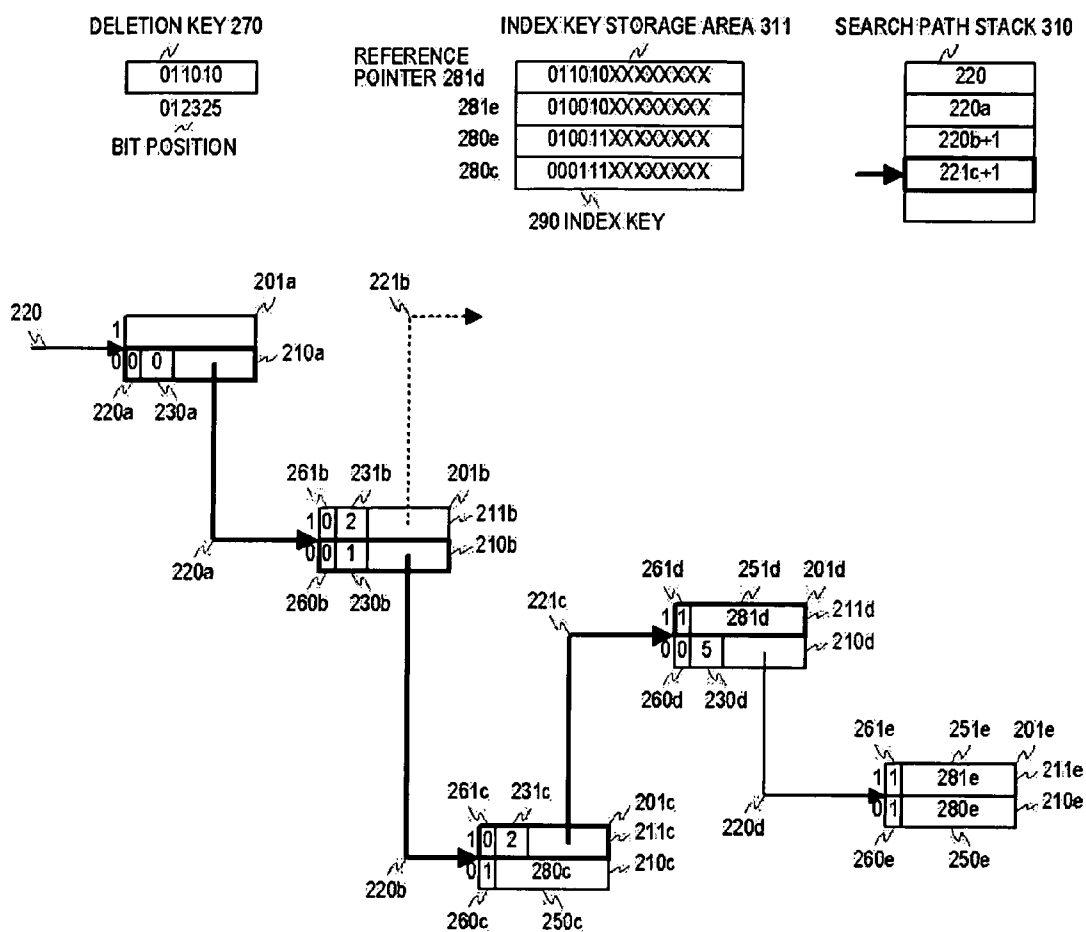 DELETION KEY 270
011010
012325
BIT POSITION
INDEX KEY STORAGE AREA 311
REFERENCE
POINTER 281d
011010XXXXXXXX
281e
010010XXXXXXXX
280e
010011XXXXXXXX
280c
000111XXXXXXXX
290 INDEX KEY
SEARCH PATH STACK 310
220
220a
220b+1
221c+1
201a
220
1
0 0 0
210a
220a 230a
221b
261b 231b 201b
1 0 2
211b
0 0 1
210b
220a
260b 230b
261d 251d 201d
221c
1 1 281d
211d
0 0 5
210d
260d 230d
261e 251e 201e
1 1 281e
211e
0 1 280e
210e
220d
260e 250e
261c 231c 201c
1 0 2
211c
0 1 280c
210c
220b
260c 250c